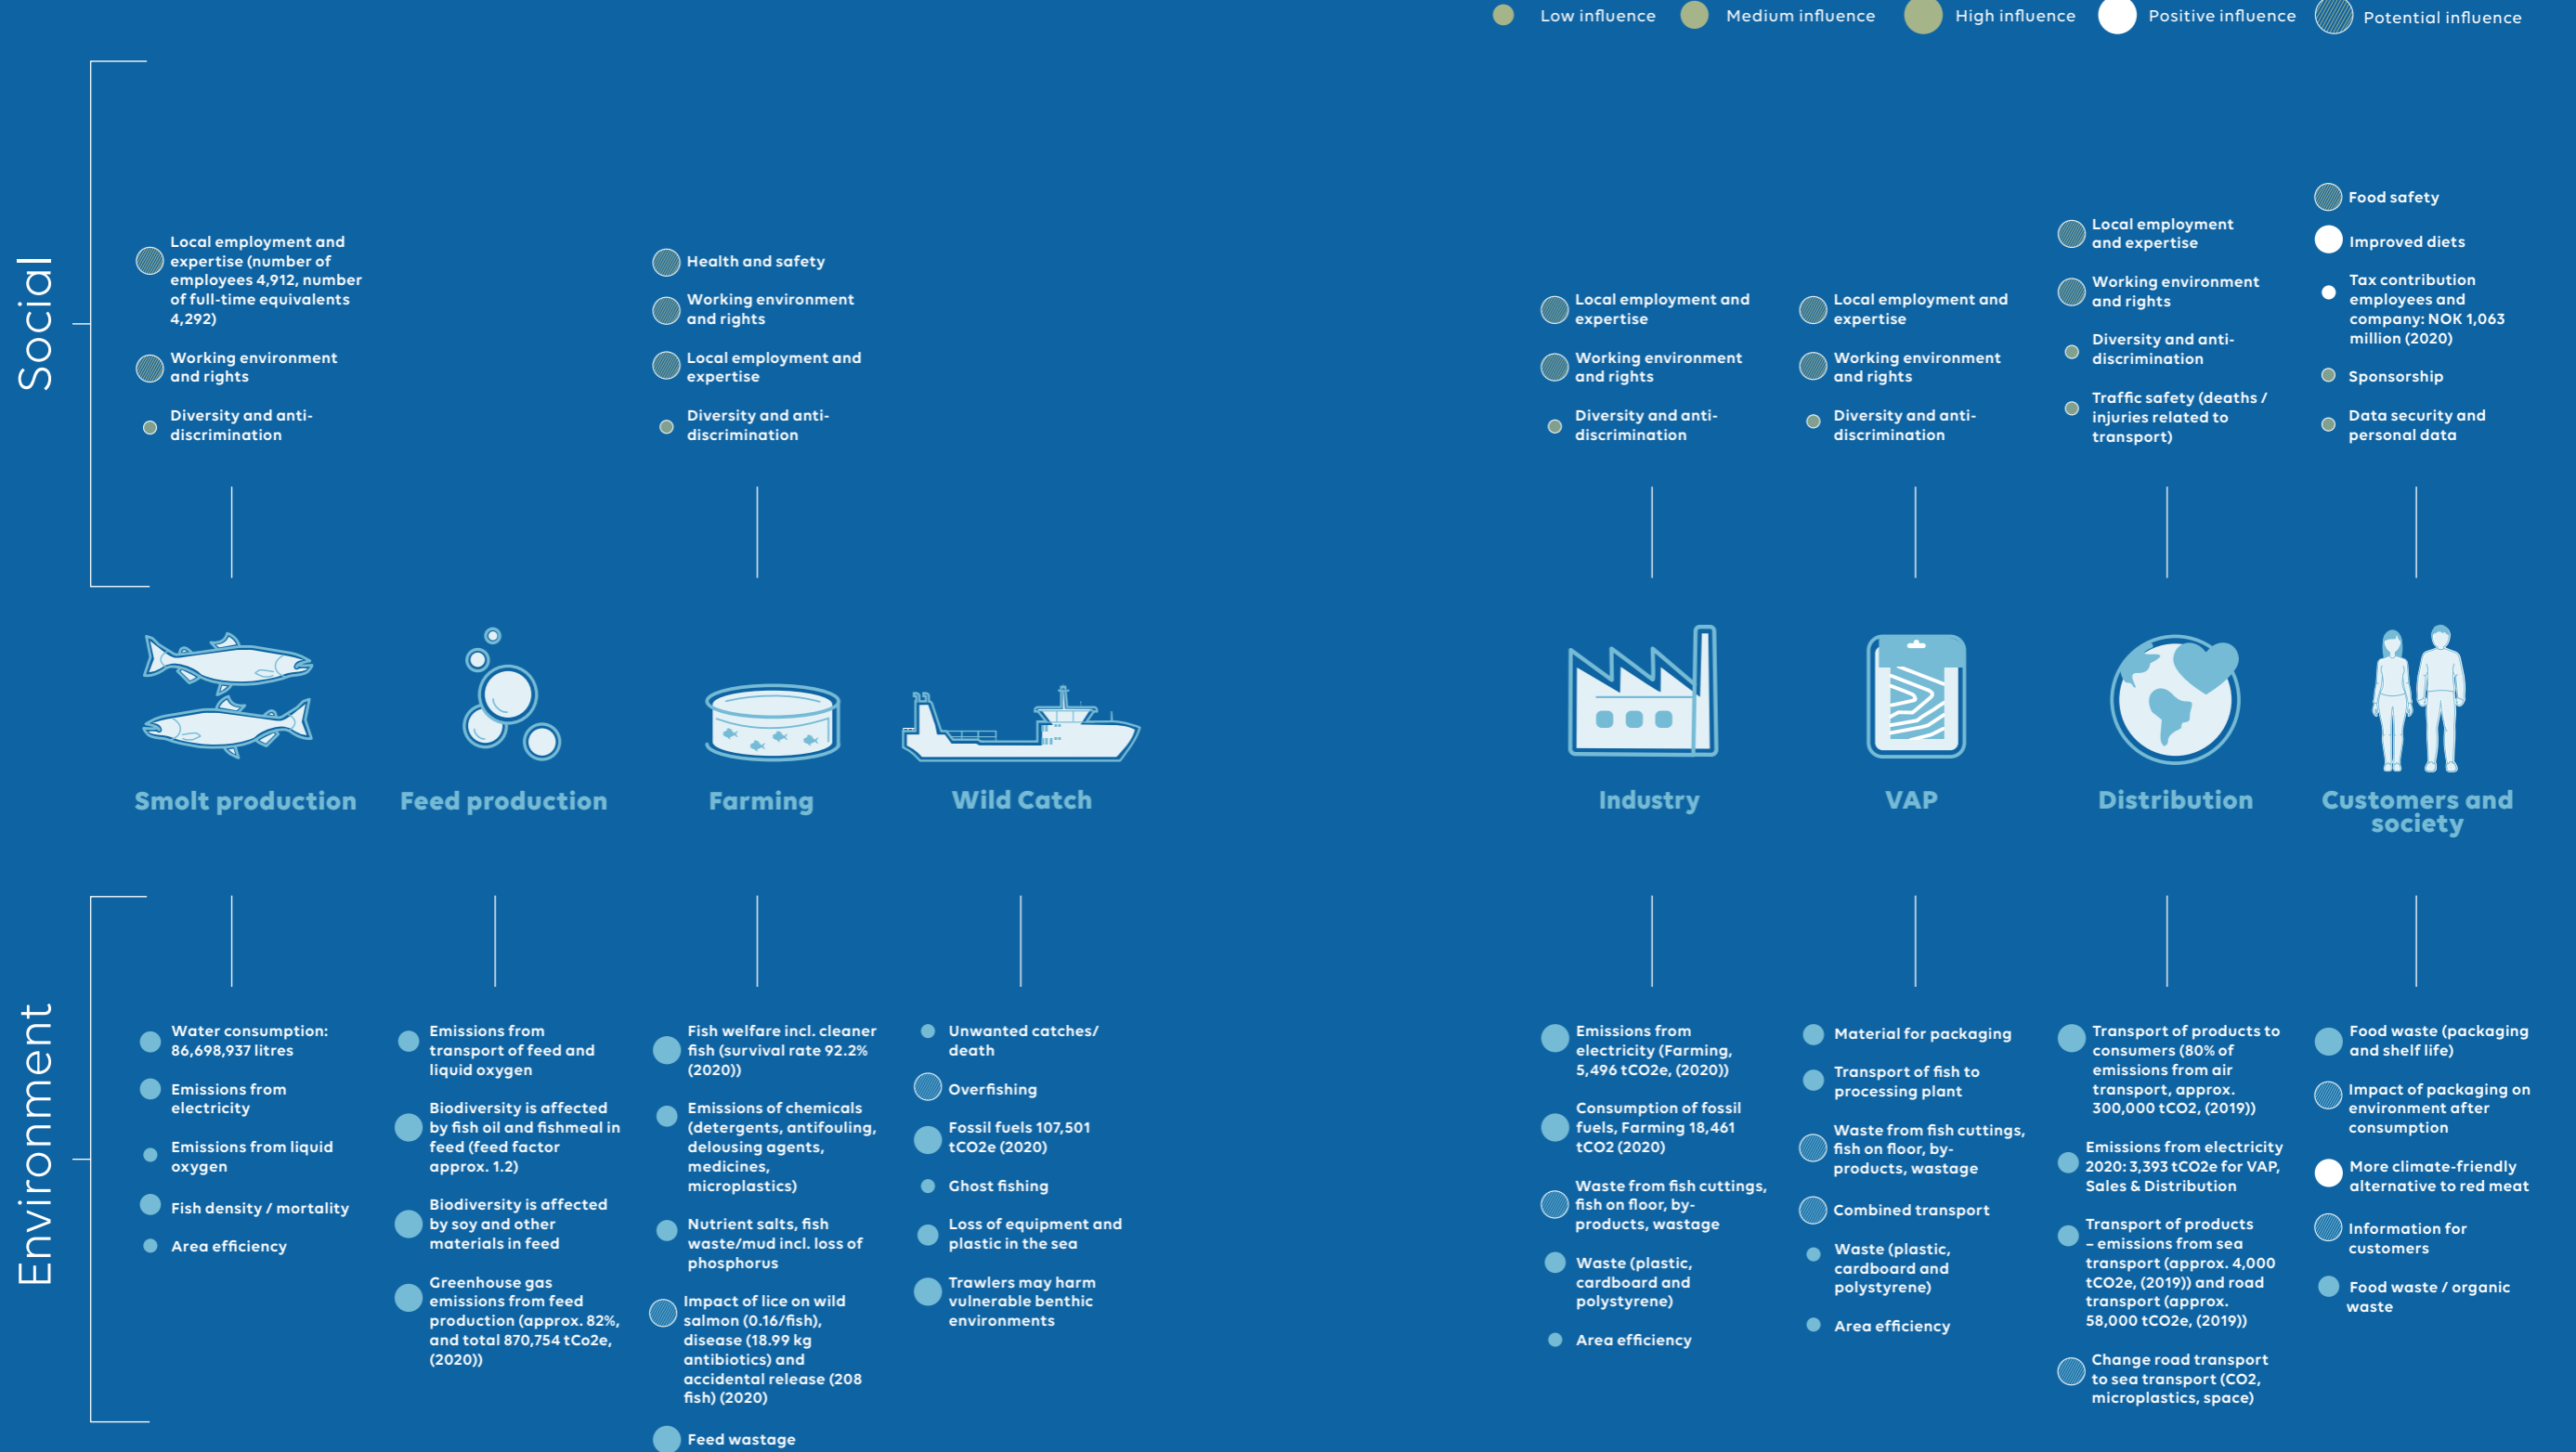 Low influence
Medium influence
High influence
Positive influence
Potential influence
Social
Local employment and
expertise (number of
employees 4,912, number
of full-time equivalents
4,292)
Working environment
and rights
Diversity and anti-
discrimination
Health and safety
Working environment
and rights
Local employment and
expertise
Diversity and anti-
discrimination
Local employment and
expertise
Working environment
and rights
Diversity and anti-
discrimination
Local employment and
expertise
Working environment
and rights
Diversity and anti-
discrimination
Local employment
and expertise
Working environment
and rights
Diversity and anti-
discrimination
Traffic safety (deaths /
injuries related to
transport)
Food safety
Improved diets
Tax contribution
employees and
company: NOK 1,063
million (2020)
Sponsorship
Data security and
personal data
Smolt production
Feed production
Farming
Wild Catch
Industry
VAP
Distribution
Customers and
society
Environment
Water consumption:
86,698,937 litres
Emissions from
electricity
Emissions from liquid
oxygen
Fish density / mortality
Area efficiency
Emissions from
transport of feed and
liquid oxygen
Biodiversity is affected
by fish oil and fishmeal in
feed (feed factor
approx. 1.2)
Biodiversity is affected
by soy and other
materials in feed
Greenhouse gas
emissions from feed
production (approx. 82%,
and total 870,754 tCo2e,
(2020))
Fish welfare incl. cleaner
fish (survival rate 92.2%
(2020))
Emissions of chemicals
(detergents, antifouling,
delousing agents,
medicines,
microplastics)
Nutrient salts, fish
waste/mud incl. loss of
phosphorus
Impact of lice on wild
salmon (0.16/fish),
disease (18.99 kg
antibiotics) and
accidental release (208
fish) (2020)
Feed wastage
Unwanted catches/
death
Overfishing
Fossil fuels 107,501
tCO2e (2020)
Ghost fishing
Loss of equipment and
plastic in the sea
Trawlers may harm
vulnerable benthic
environments
Emissions from
electricity (Farming,
5,496 tCO2e, (2020))
Consumption of fossil
fuels, Farming 18,461
tCO2 (2020)
Waste from fish cuttings,
fish on floor, by-
products, wastage
Waste (plastic,
cardboard and
polystyrene)
Area efficiency
Material for packaging
Transport of fish to
processing plant
Waste from fish cuttings,
fish on floor, by-
products, wastage
Combined transport
Waste (plastic,
cardboard and
polystyrene)
Area efficiency
Transport of products to
consumers (80% of
emissions from air
transport, approx.
300,000 tCO2, (2019))
Emissions from electricity
2020: 3,393 tCO2e for VAP,
Sales & Distribution
Transport of products
– emissions from sea
transport (approx. 4,000
tCO2e, (2019)) and road
transport (approx.
58,000 tCO2e, (2019))
Change road transport
to sea transport (CO2,
microplastics, space)
Food waste (packaging
and shelf life)
Impact of packaging on
environment after
consumption
More climate-friendly
alternative to red meat
Information for
customers
Food waste / organic
waste